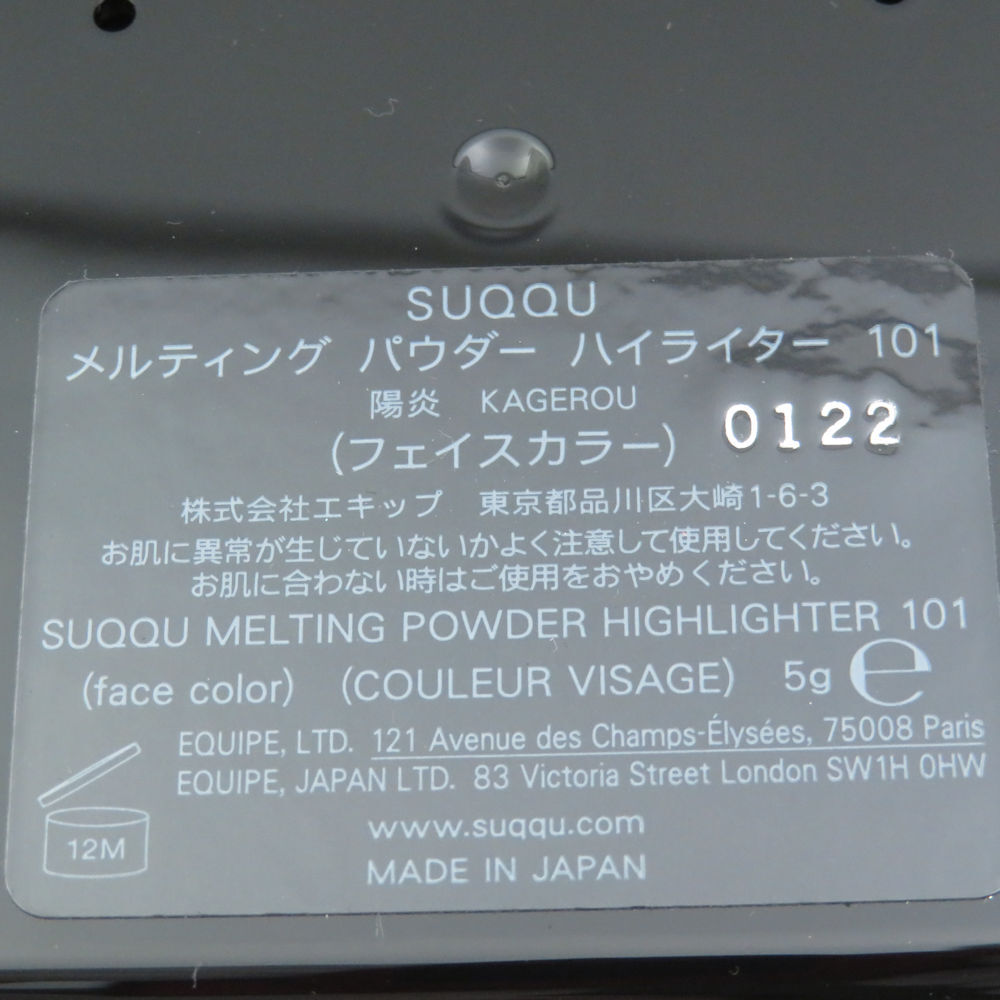 SUQQU
メルティング パウダー ハイライター 101
陽炎 KAGEROU
0122
(フェイスカラー)
株式会社エキップ 東京都品川区大崎1-6-3
お肌に異常が生じていないかよく注意して使用してください。
お肌に合わない時はご使用をおやめください。
SUQQU MELTING POWDER HIGHLIGHTER 101
(face color) (COULEUR VISAGE) 5g ℮
EQUIPE, LTD. 121 Avenue des Champs-Élysées, 75008 Paris
EQUIPE, JAPAN LTD. 83 Victoria Street London SW1H 0HW
12M
www.suqqu.com
MADE IN JAPAN